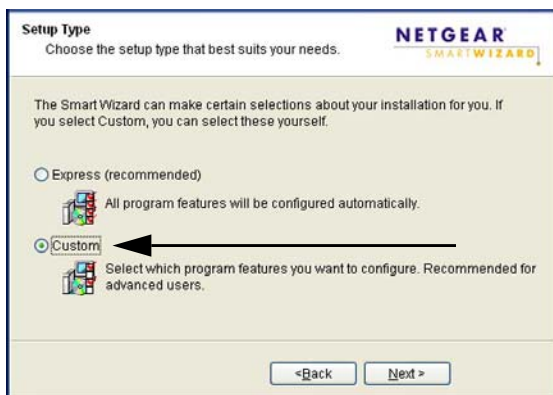 Setup Type
Choose the setup type that best suits your needs.
NETGEAR
SMARTWIZARD
The Smart Wizard can make certain selections about your installation for you. If
you select Custom, you can select these yourself.
Express (recommended)
All program features will be configured automatically.
Custom
Select which program features you want to configure. Recommended for
advanced users.
<Back
Next >